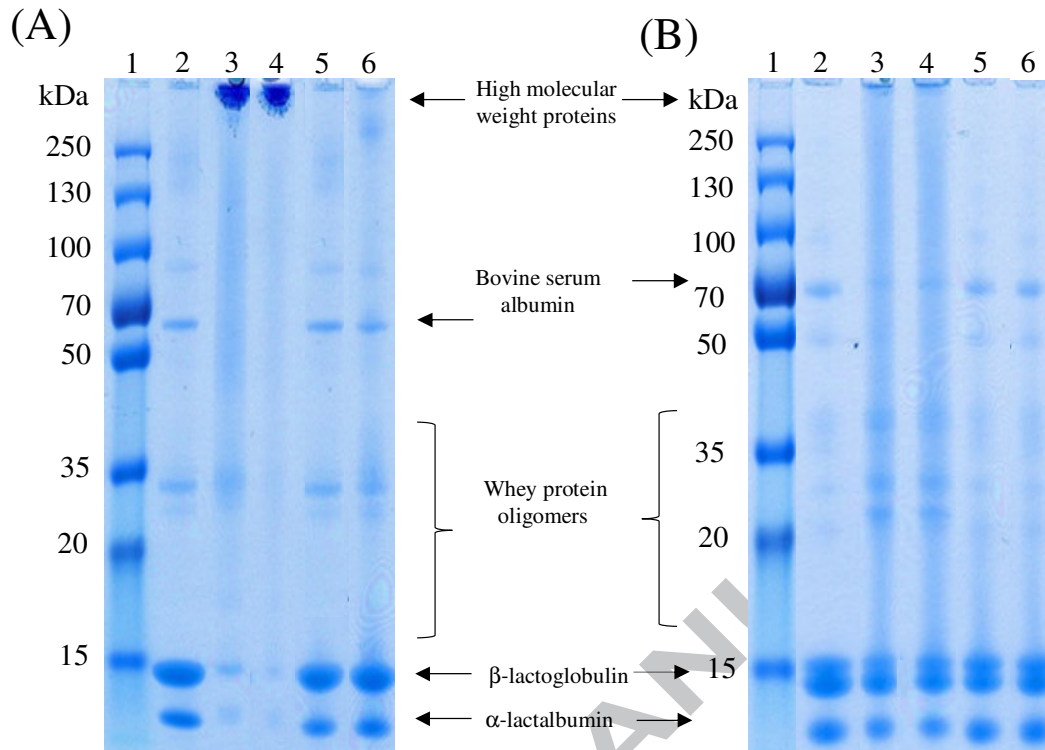 (A)
(B)
1 2 3 4 5 6
1 2 3 4 5 6
kDa
250
130
100
70
50
35
20
15
High molecular
weight proteins
Bovine serum
albumin
Whey protein
oligomers
β-lactoglobulin
α-lactalbumin
kDa
250
130
100
70
50
35
20
15